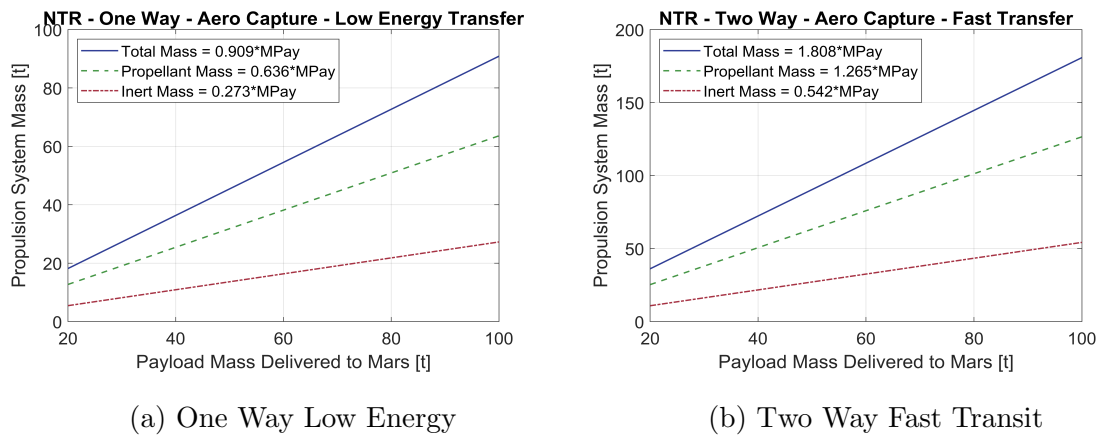 NTR - One Way - Aero Capture - Low Energy Transfer
100
80
60
40
20
0
Propulsion System Mass [t]
Total Mass = 0.909*MPay
Propellant Mass = 0.636*MPay
Inert Mass = 0.273*MPay
20 40 60 80 100
Payload Mass Delivered to Mars [t]
(a) One Way Low Energy
NTR - Two Way - Aero Capture - Fast Transfer
200
150
100
50
0
Propulsion System Mass [t]
Total Mass = 1.808*MPay
Propellant Mass = 1.265*MPay
Inert Mass = 0.542*MPay
20 40 60 80 100
Payload Mass Delivered to Mars [t]
(b) Two Way Fast Transit